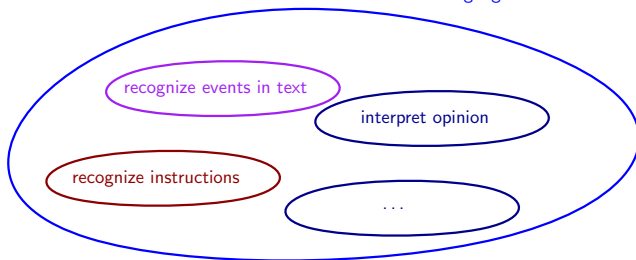 recognize events in text
interpret opinion
recognize instructions
...